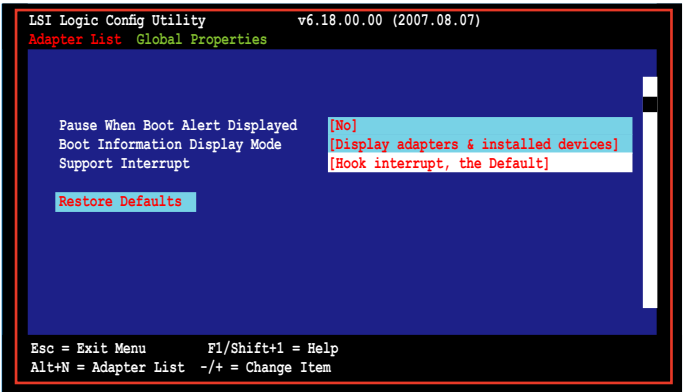 LSI Logic Config Utility v6.18.00.00 (2007.08.07)
Adapter List Global Properties
Pause When Boot Alert Displayed [No]
Boot Information Display Mode [Display adapters & installed devices]
Support Interrupt [Hook interrupt, the Default]
Restore Defaults
Esc = Exit Menu F1/Shift+1 = Help
Alt+N = Adapter List -/+ = Change Item